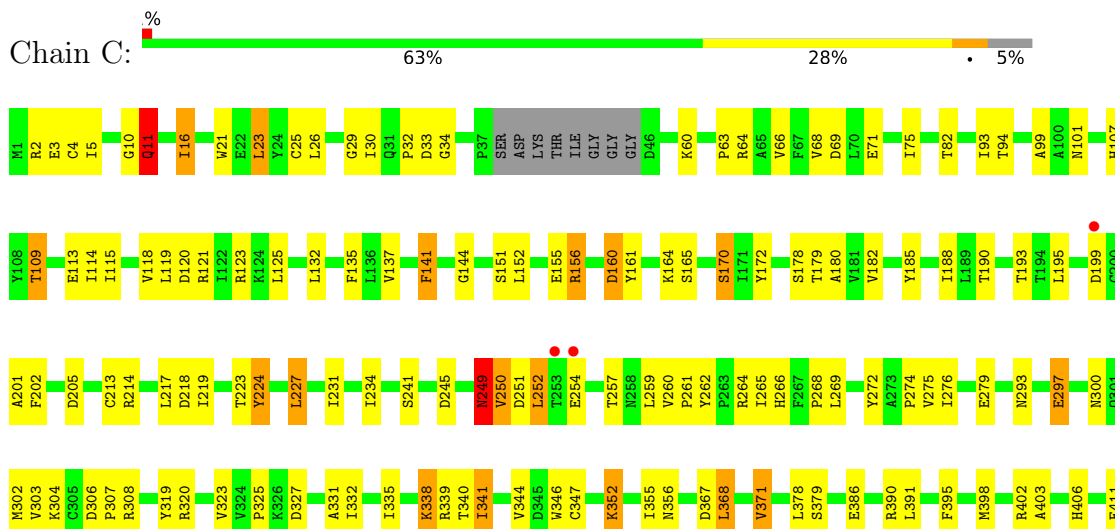 .%
Chain C:
63% 28% • 5%
M1 R2 E3 C4 I5 G10 Q11 I16 W21 E22 L23 Y24 C25 L26 G29 I30 Q31 P32 D33 G34 P37 SER ASP LYS THR ILE GLY GLY GLY D46 K60 P63 R64 A65 V66 F67 V68 D69 L70 E71 I75 T82 I93 T94 A99 A100 N101 H107
Y108 T109 E113 I114 I115 V118 L119 D120 R121 I122 R123 K124 L125 L132 F135 L136 V137 F141 G144 S151 L152 E155 R156 D160 Y161 K164 S165 S170 I171 Y172 S178 T179 A180 V181 V182 Y185 I188 L189 T190 T193 T194 L195 D199 C200
A201 F202 D205 C213 R214 L217 D218 I219 T223 Y224 L227 I231 I234 S241 D245 N249 V250 D251 L252 T253 E254 T257 N258 L259 V260 P261 Y262 P263 R264 I265 H266 F267 P268 L269 Y272 A273 P274 V275 I276 E279 N293 E297 N300 Q301
M302 V303 K304 C305 D306 P307 R308 Y319 R320 V323 V324 P325 K326 D327 A331 I332 I335 K338 R339 T340 I341 V344 D345 W346 C347 K352 I355 N356 D367 L368 V371 L378 S379 E386 R390 L391 F395 M398 R402 A403 H406